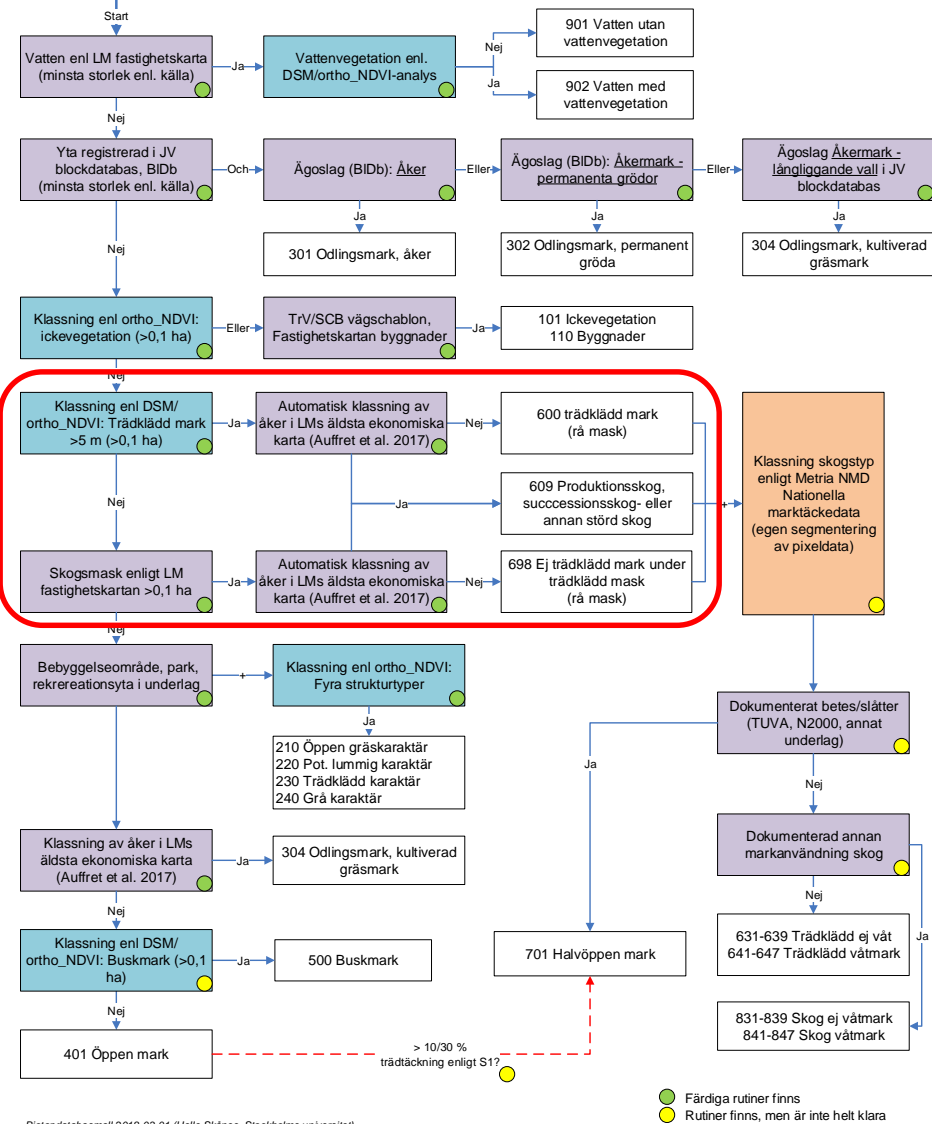 Start
Vatten enl LM fastighetskarta
(minsta storlek enl. källa)
Ja
Vattenvegetation enl.
DSM/ortho_NDVI-analys
Nej
901 Vatten utan
vattenvegetation
Ja
902 Vatten med
vattenvegetation
Nej
Yta registrerad i JV
blockdatabas, BlDb
(minsta storlek enl. källa)
Och
Ägoslag (BlDb): Åker
Eller
Ägoslag (BlDb): Åkermark -
permanenta grödor
Eller
Ägoslag Åkermark -
långliggande vall i JV
blockdatabas
Ja
Ja
Ja
301 Odlingsmark, åker
302 Odlingsmark, permanent
gröda
304 Odlingsmark, kultiverad
gräsmark
Nej
Klassning enl ortho_NDVI:
ickevegetation (>0,1 ha)
Eller
TrV/SCB vägschablon,
Fastighetskartan byggnader
Ja
101 Ickevegetation
110 Byggnader
Nej
Klassning enl DSM/
ortho_NDVI: Trädklädd mark
>5 m (>0,1 ha)
Ja
Automatisk klassning av
åker i LMs äldsta ekonomiska
karta (Auffret et al. 2017)
Nej
600 trädklädd mark
(rå mask)
Nej
Ja
609 Produktionsskog,
succcessionsskog- eller
annan störd skog
+
Klassning skogstyp
enligt Metria NMD
Nationella
marktäckedata
(egen segmentering
av pixeldata)
Skogsmask enligt LM
fastighetskartan >0,1 ha
Ja
Automatisk klassning av
åker i LMs äldsta ekonomiska
karta (Auffret et al. 2017)
Nej
698 Ej trädklädd mark under
trädklädd mask
(rå mask)
Nej
Bebyggelseområde, park,
rekrereationsyta i underlag
+
Klassning enl ortho_NDVI:
Fyra strukturtyper
Ja
210 Öppen gräskaraktär
220 Pot. lummig karaktär
230 Trädklädd karaktär
240 Grå karaktär
Dokumenterat betes/slåtter
(TUVA, N2000, annat
underlag)
Ja
Nej
Klassning av åker i LMs
äldsta ekonomiska karta
(Auffret et al. 2017)
Ja
304 Odlingsmark, kultiverad
gräsmark
Dokumenterad annan
markanvändning skog
Nej
Nej
Ja
Klassning enl DSM/
ortho_NDVI: Buskmark (>0,1
ha)
Ja
500 Buskmark
701 Halvöppen mark
631-639 Trädklädd ej våt
641-647 Trädklädd våtmark
Nej
831-839 Skog ej våtmark
841-847 Skog våtmark
401 Öppen mark
> 10/30 %
trädtäckning enligt S1?
Färdiga rutiner finns
Rutiner finns, men är inte helt klara